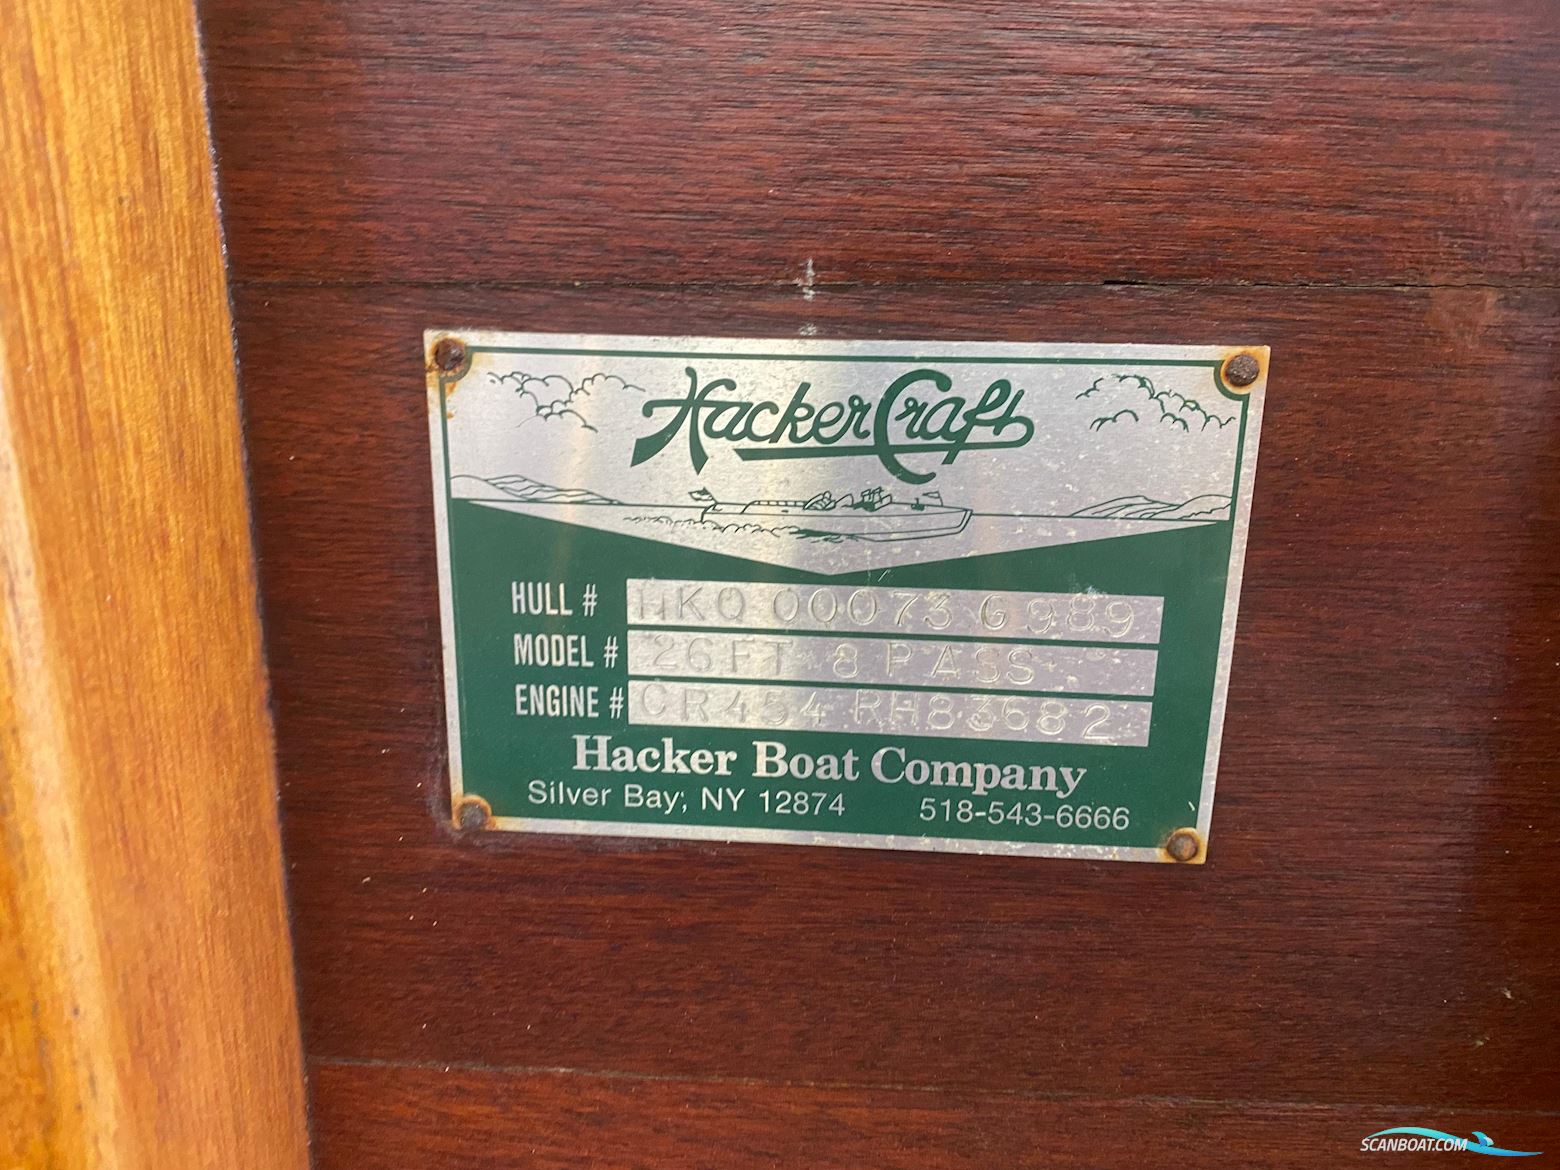 HackerCraft
HULL # HKQ 00073 G989
MODEL # 26FT 8 PASS
ENGINE # CR454 RH83682
Hacker Boat Company
Silver Bay, NY 12874 518-543-6666
SCANBOAT.COM